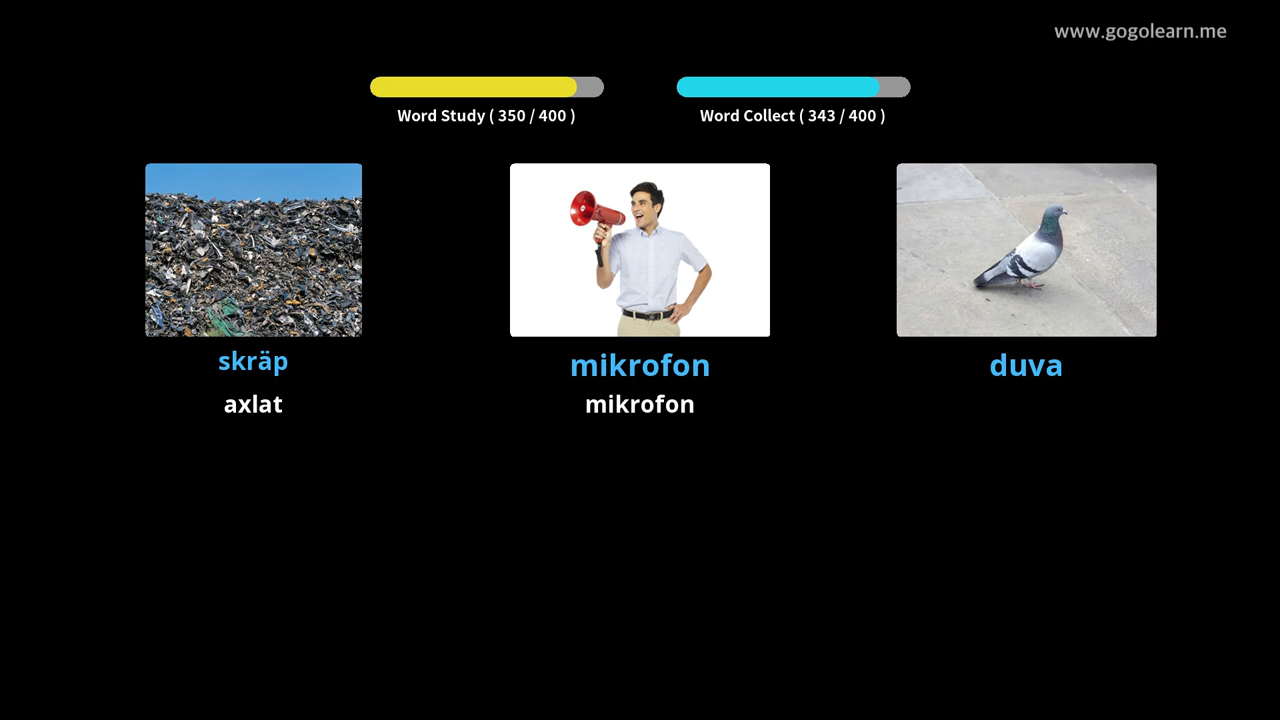 www.gogolearn.me
Word Study ( 350 / 400 )
Word Collect ( 343 / 400 )
skräp
axlat
mikrofon
mikrofon
duva